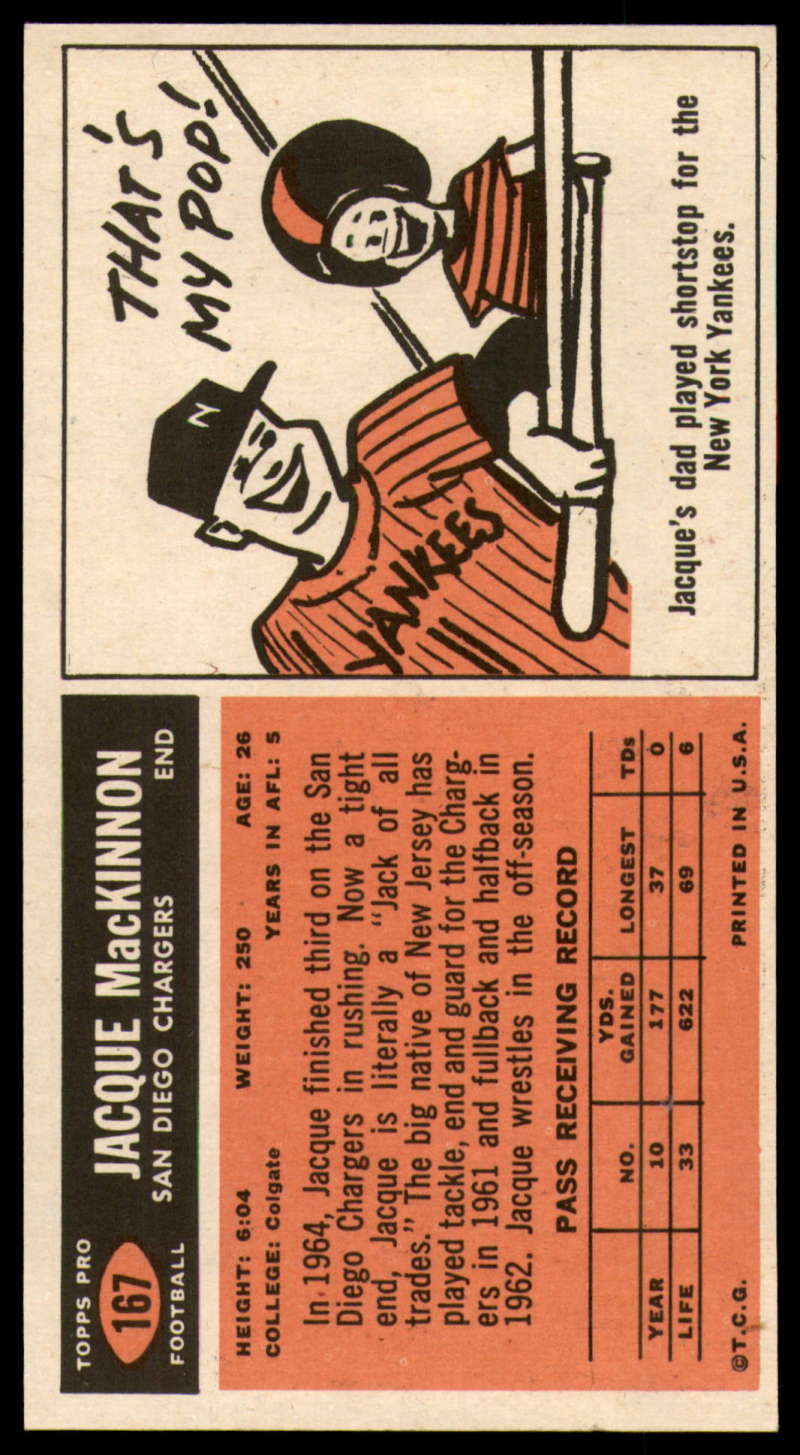 TOPPS PRO
167
FOOTBALL
JACQUE MacKINNON
SAN DIEGO CHARGERS END
HEIGHT: 6:04 WEIGHT: 250 AGE: 26
COLLEGE: Colgate YEARS IN AFL: 5
In 1964, Jacque finished third on the San
Diego Chargers in rushing. Now a tight
end, Jacque is literally a "Jack of all
trades." The big native of New Jersey has
played tackle, end and guard for the Charg-
ers in 1961 and fullback and halfback in
1962. Jacque wrestles in the off-season.
PASS RECEIVING RECORD
NO. YDS. GAINED LONGEST TDs
YEAR 10 177 37 0
LIFE 33 622 69 6
©T.C.G. PRINTED IN U.S.A.
THAT'S
MY POP!
N
YANKEES
Jacque's dad played shortstop for the
New York Yankees.